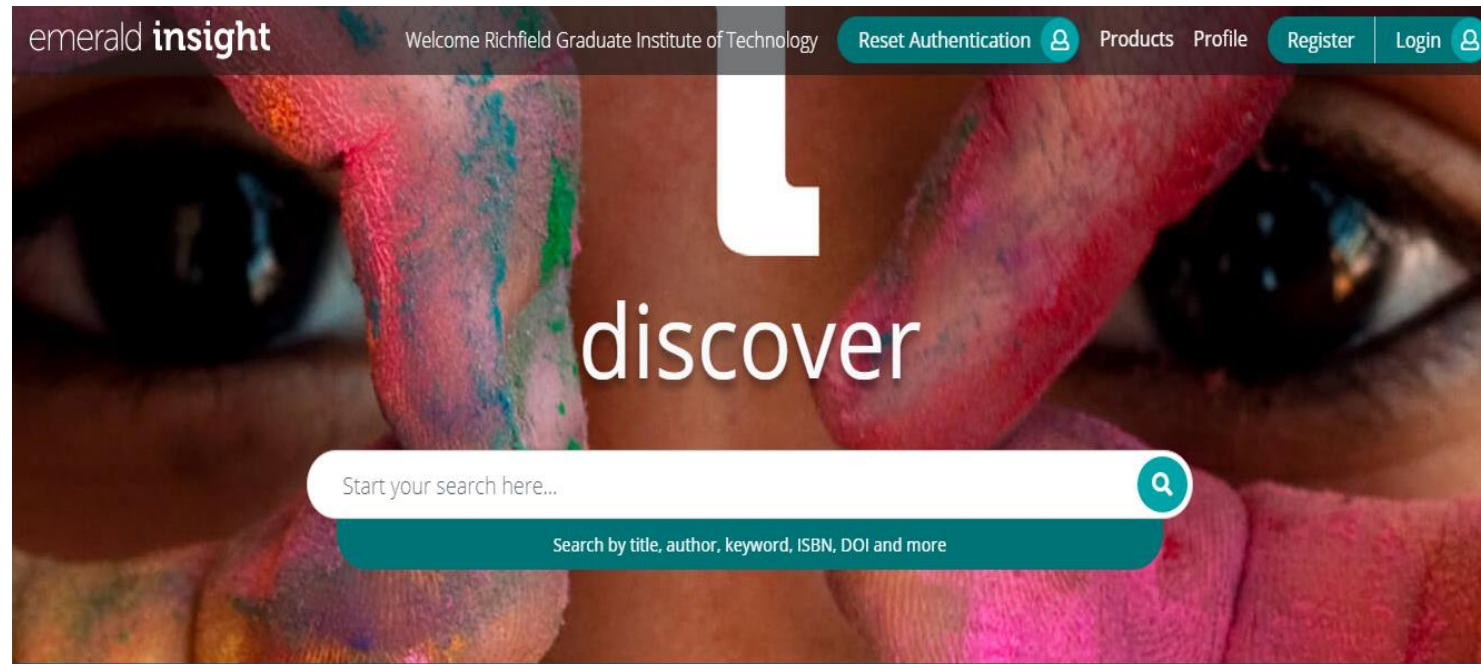 emerald insight
Welcome Richfield Graduate Institute of Technology
Reset Authentication
Products Profile
Register Login
discover
Start your search here...
Search by title, author, keyword, ISBN, DOI and more